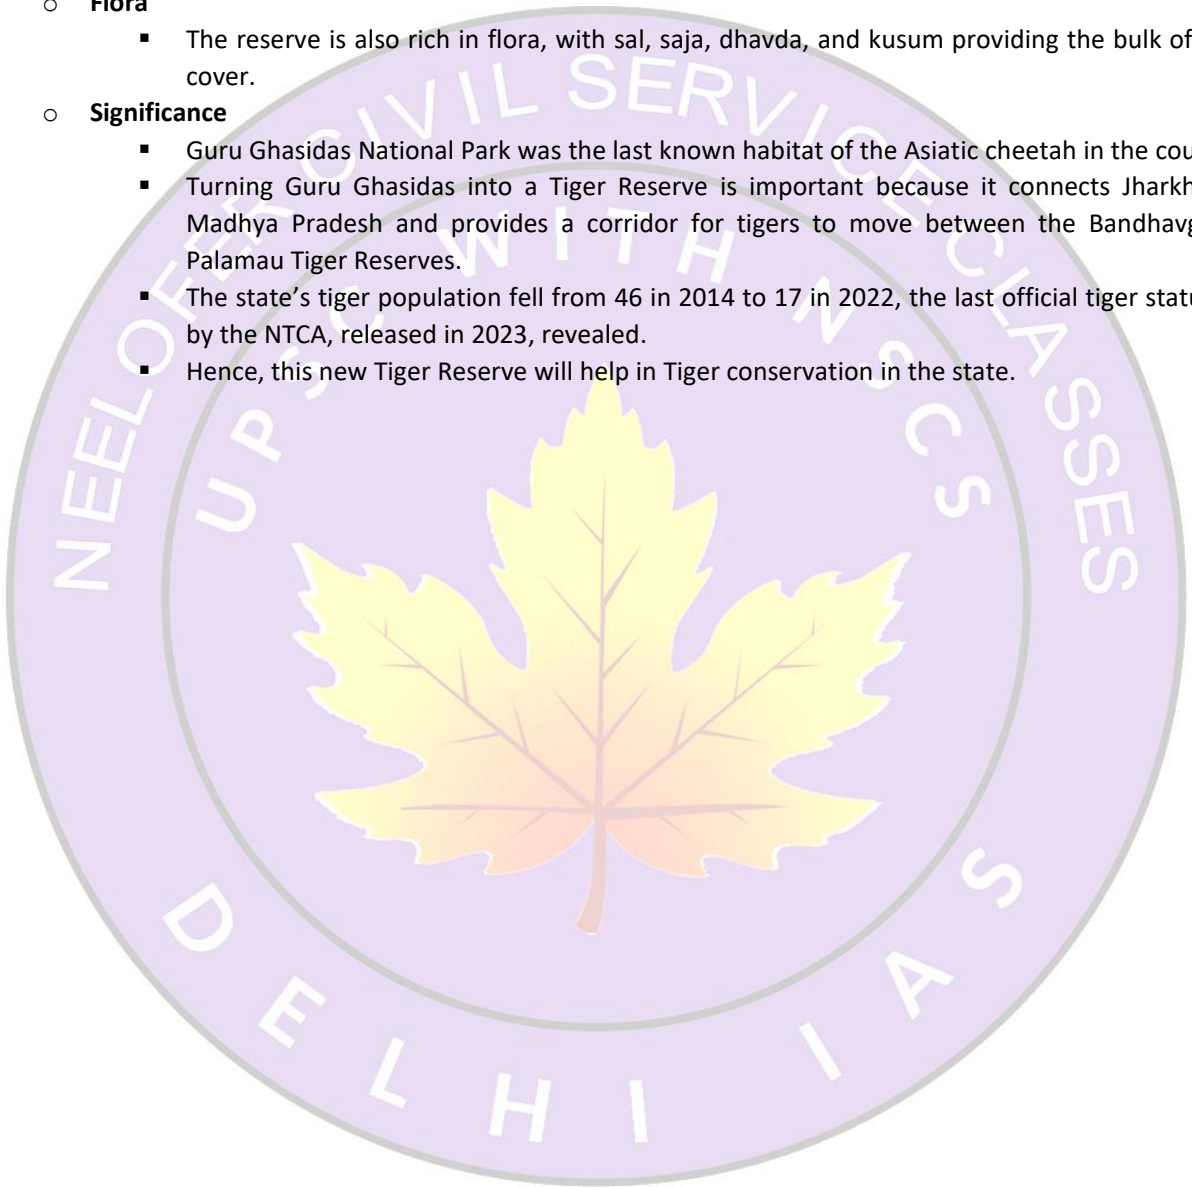 o Flora
▪ The reserve is also rich in flora, with sal, saja, dhavda, and kusum providing the bulk of
cover.
o Significance
▪ Guru Ghasidas National Park was the last known habitat of the Asiatic cheetah in the cou
▪ Turning Guru Ghasidas into a Tiger Reserve is important because it connects Jharkh
Madhya Pradesh and provides a corridor for tigers to move between the Bandhavg
Palamau Tiger Reserves.
▪ The state’s tiger population fell from 46 in 2014 to 17 in 2022, the last official tiger statu
by the NTCA, released in 2023, revealed.
▪ Hence, this new Tiger Reserve will help in Tiger conservation in the state.
NEELOFER CIVIL SERVICE CLASSES
UPSC WITH NSCS
DELHI IAS